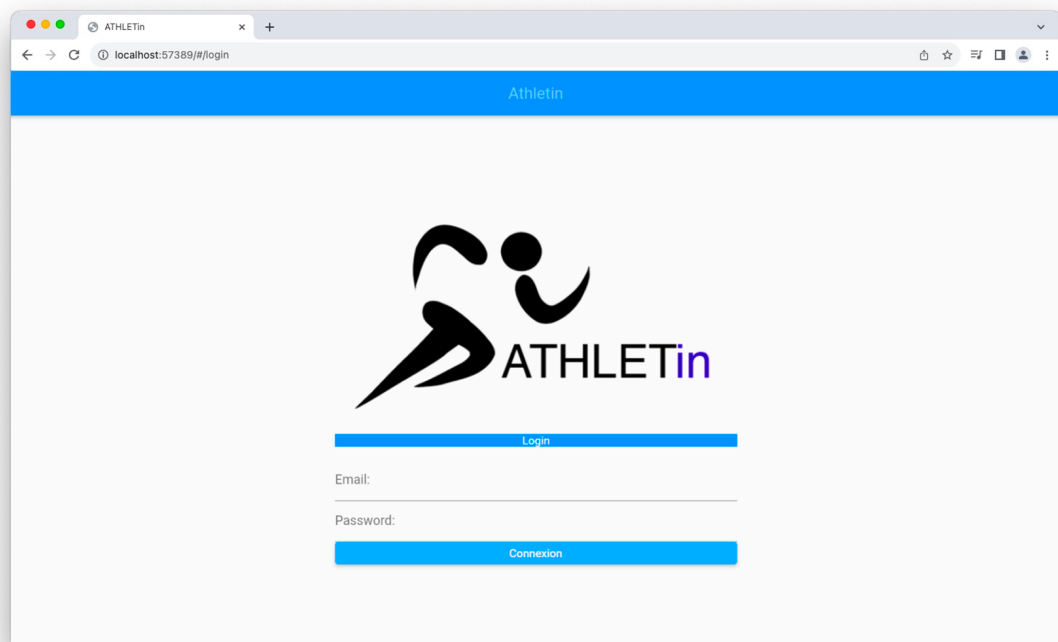 ATHLETin
localhost:57389/#/login
Athletin
ATHLETin
Login
Email:
Password:
Connexion